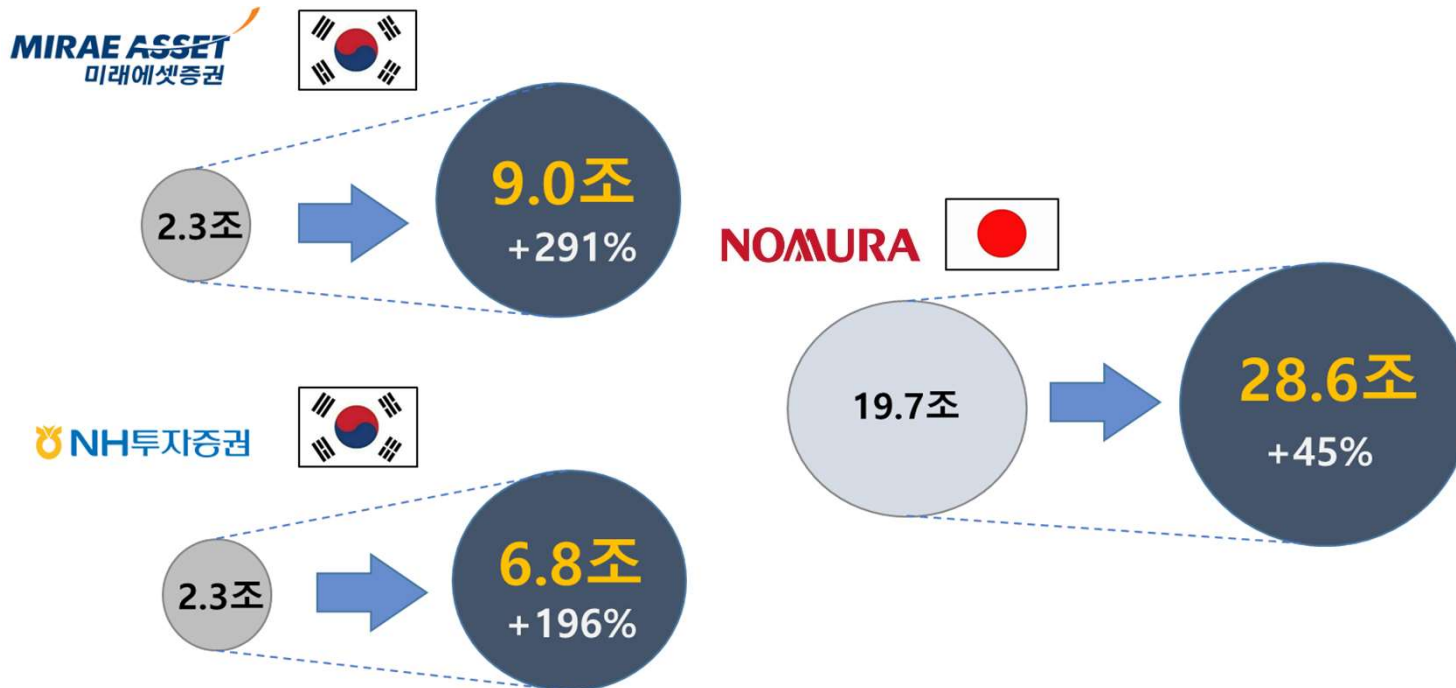 MIRAE ASSET
미래에셋증권
2.3조
9.0조
+291%
NH투자증권
2.3조
6.8조
+196%
NOMURA
19.7조
28.6조
+45%